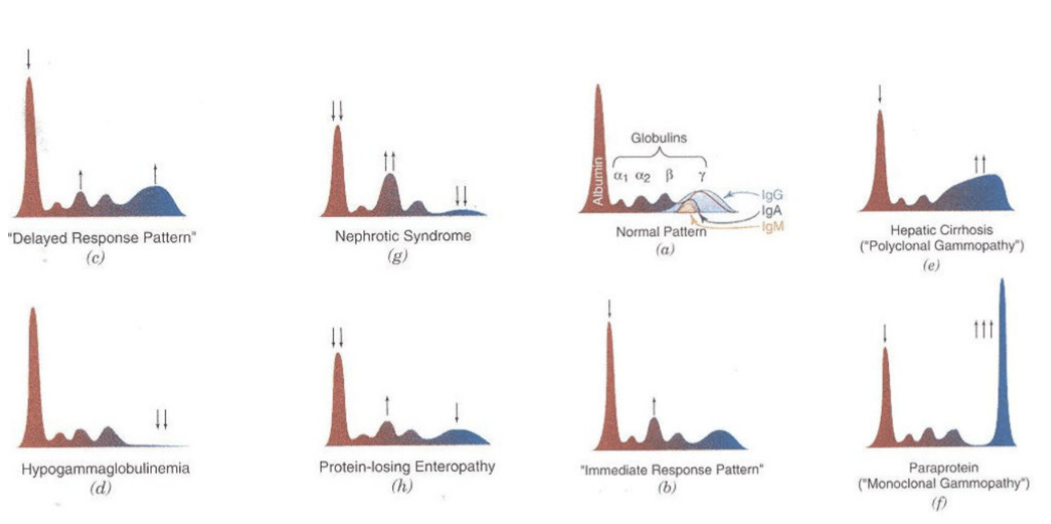 Globulins
Albumin
α1 α2 β γ
IgG
IgA
IgM
"Delayed Response Pattern"
(c)
Nephrotic Syndrome
(g)
Normal Pattern
(a)
Hepatic Cirrhosis
("Polyclonal Gammopathy")
(e)
Hypogammaglobulinemia
(d)
Protein-losing Enteropathy
(h)
"Immediate Response Pattern"
(b)
Paraprotein
("Monoclonal Gammopathy")
(f)